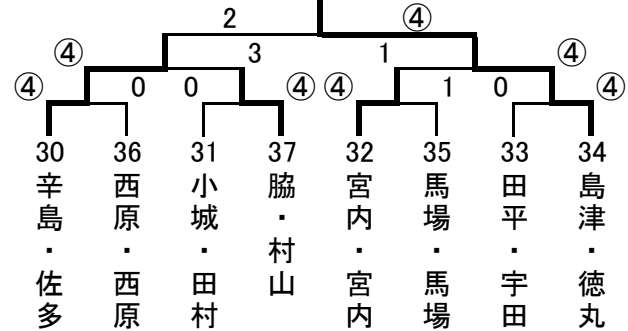 2 ④
④ 3 1 ④
④ 0 0 ④ ④ 1 0 ④
30 36 31 37 32 35 33 34
辛島・佐多
西原・西原
小城・田村
脇・村山
宮内・宮内
馬場・馬場
田平・宇田
島津・徳丸